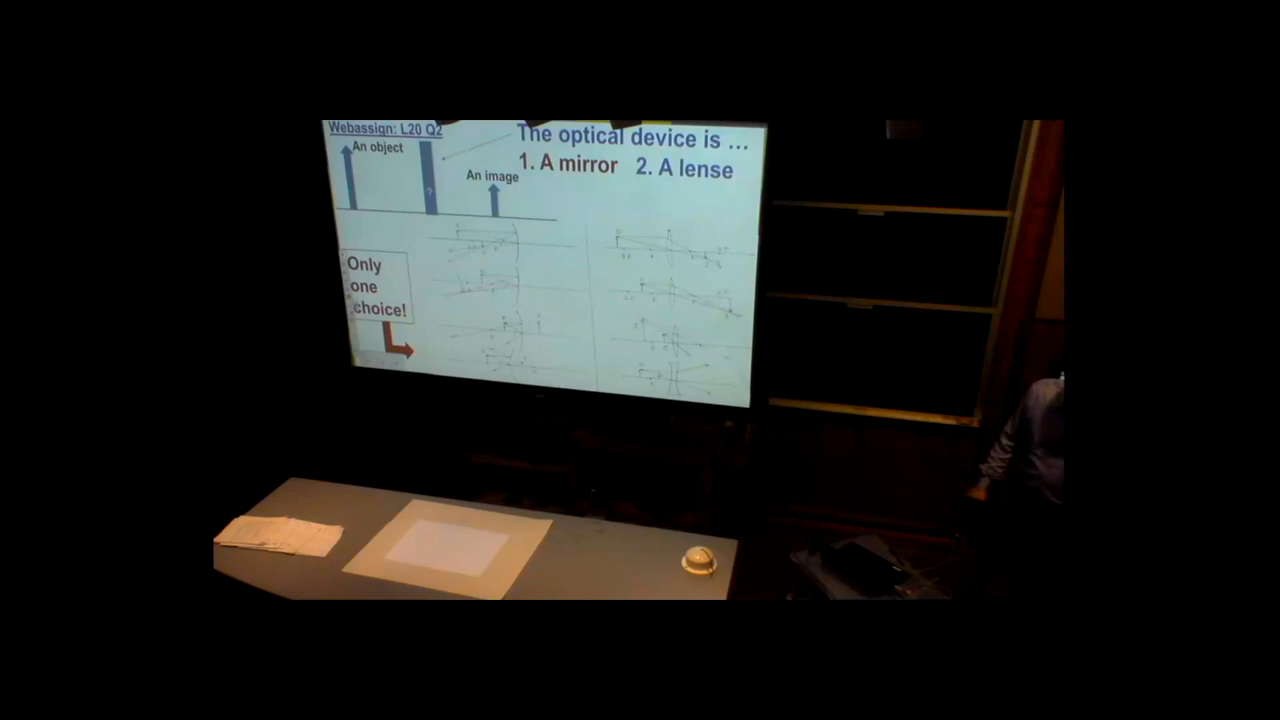 Webassign: L20 Q2
An object
?
An image
The optical device is ...
1. A mirror 2. A lense
Only
one
choice!